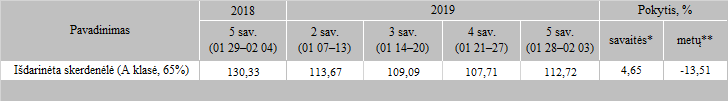 Pavadinimas 2018 2019 Pokytis, %
5 sav. (01 29–02 04) 2 sav. (01 07–13) 3 sav. (01 14–20) 4 sav. (01 21–27) 5 sav. (01 28–02 03) savaitės* metų**
Išdarinėta skerdenėlė (A klasė, 65%) 130,33 113,67 109,09 107,71 112,72 4,65 -13,51